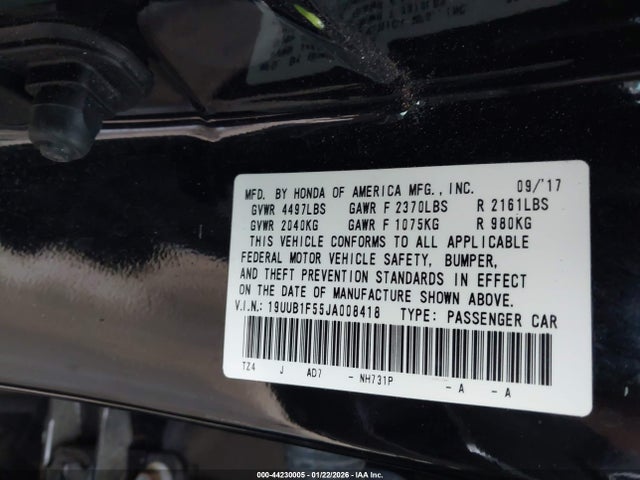 MFD. BY HONDA OF AMERICA MFG., INC. 09/'17
GVWR 4497LBS GAWR F 2370LBS R 2161LBS
GVWR 2040KG GAWR F 1075KG R 980KG
THIS VEHICLE CONFORMS TO ALL APPLICABLE
FEDERAL MOTOR VEHICLE SAFETY, BUMPER,
AND THEFT PREVENTION STANDARDS IN EFFECT
ON THE DATE OF MANUFACTURE SHOWN ABOVE.
V.I.N.: 19UUB1F55JA008418 TYPE: PASSENGER CAR
TZ4 J AD7 - NH731P - A - A
000-44230005 - 01/22/2026 - IAA Inc.